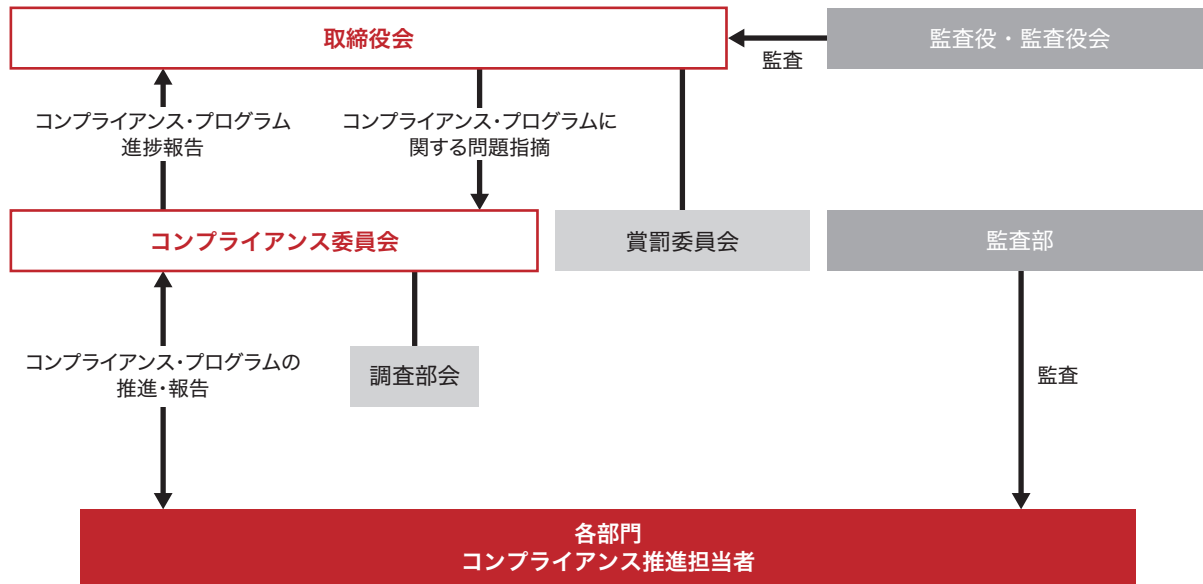 取締役会
監査役・監査役会
監査
コンプライアンス・プログラム
進捗報告
コンプライアンス・プログラムに
関する問題指摘
コンプライアンス委員会
賞罰委員会
監査部
コンプライアンス・プログラムの
推進・報告
調査部会
監査
各部門
コンプライアンス推進担当者